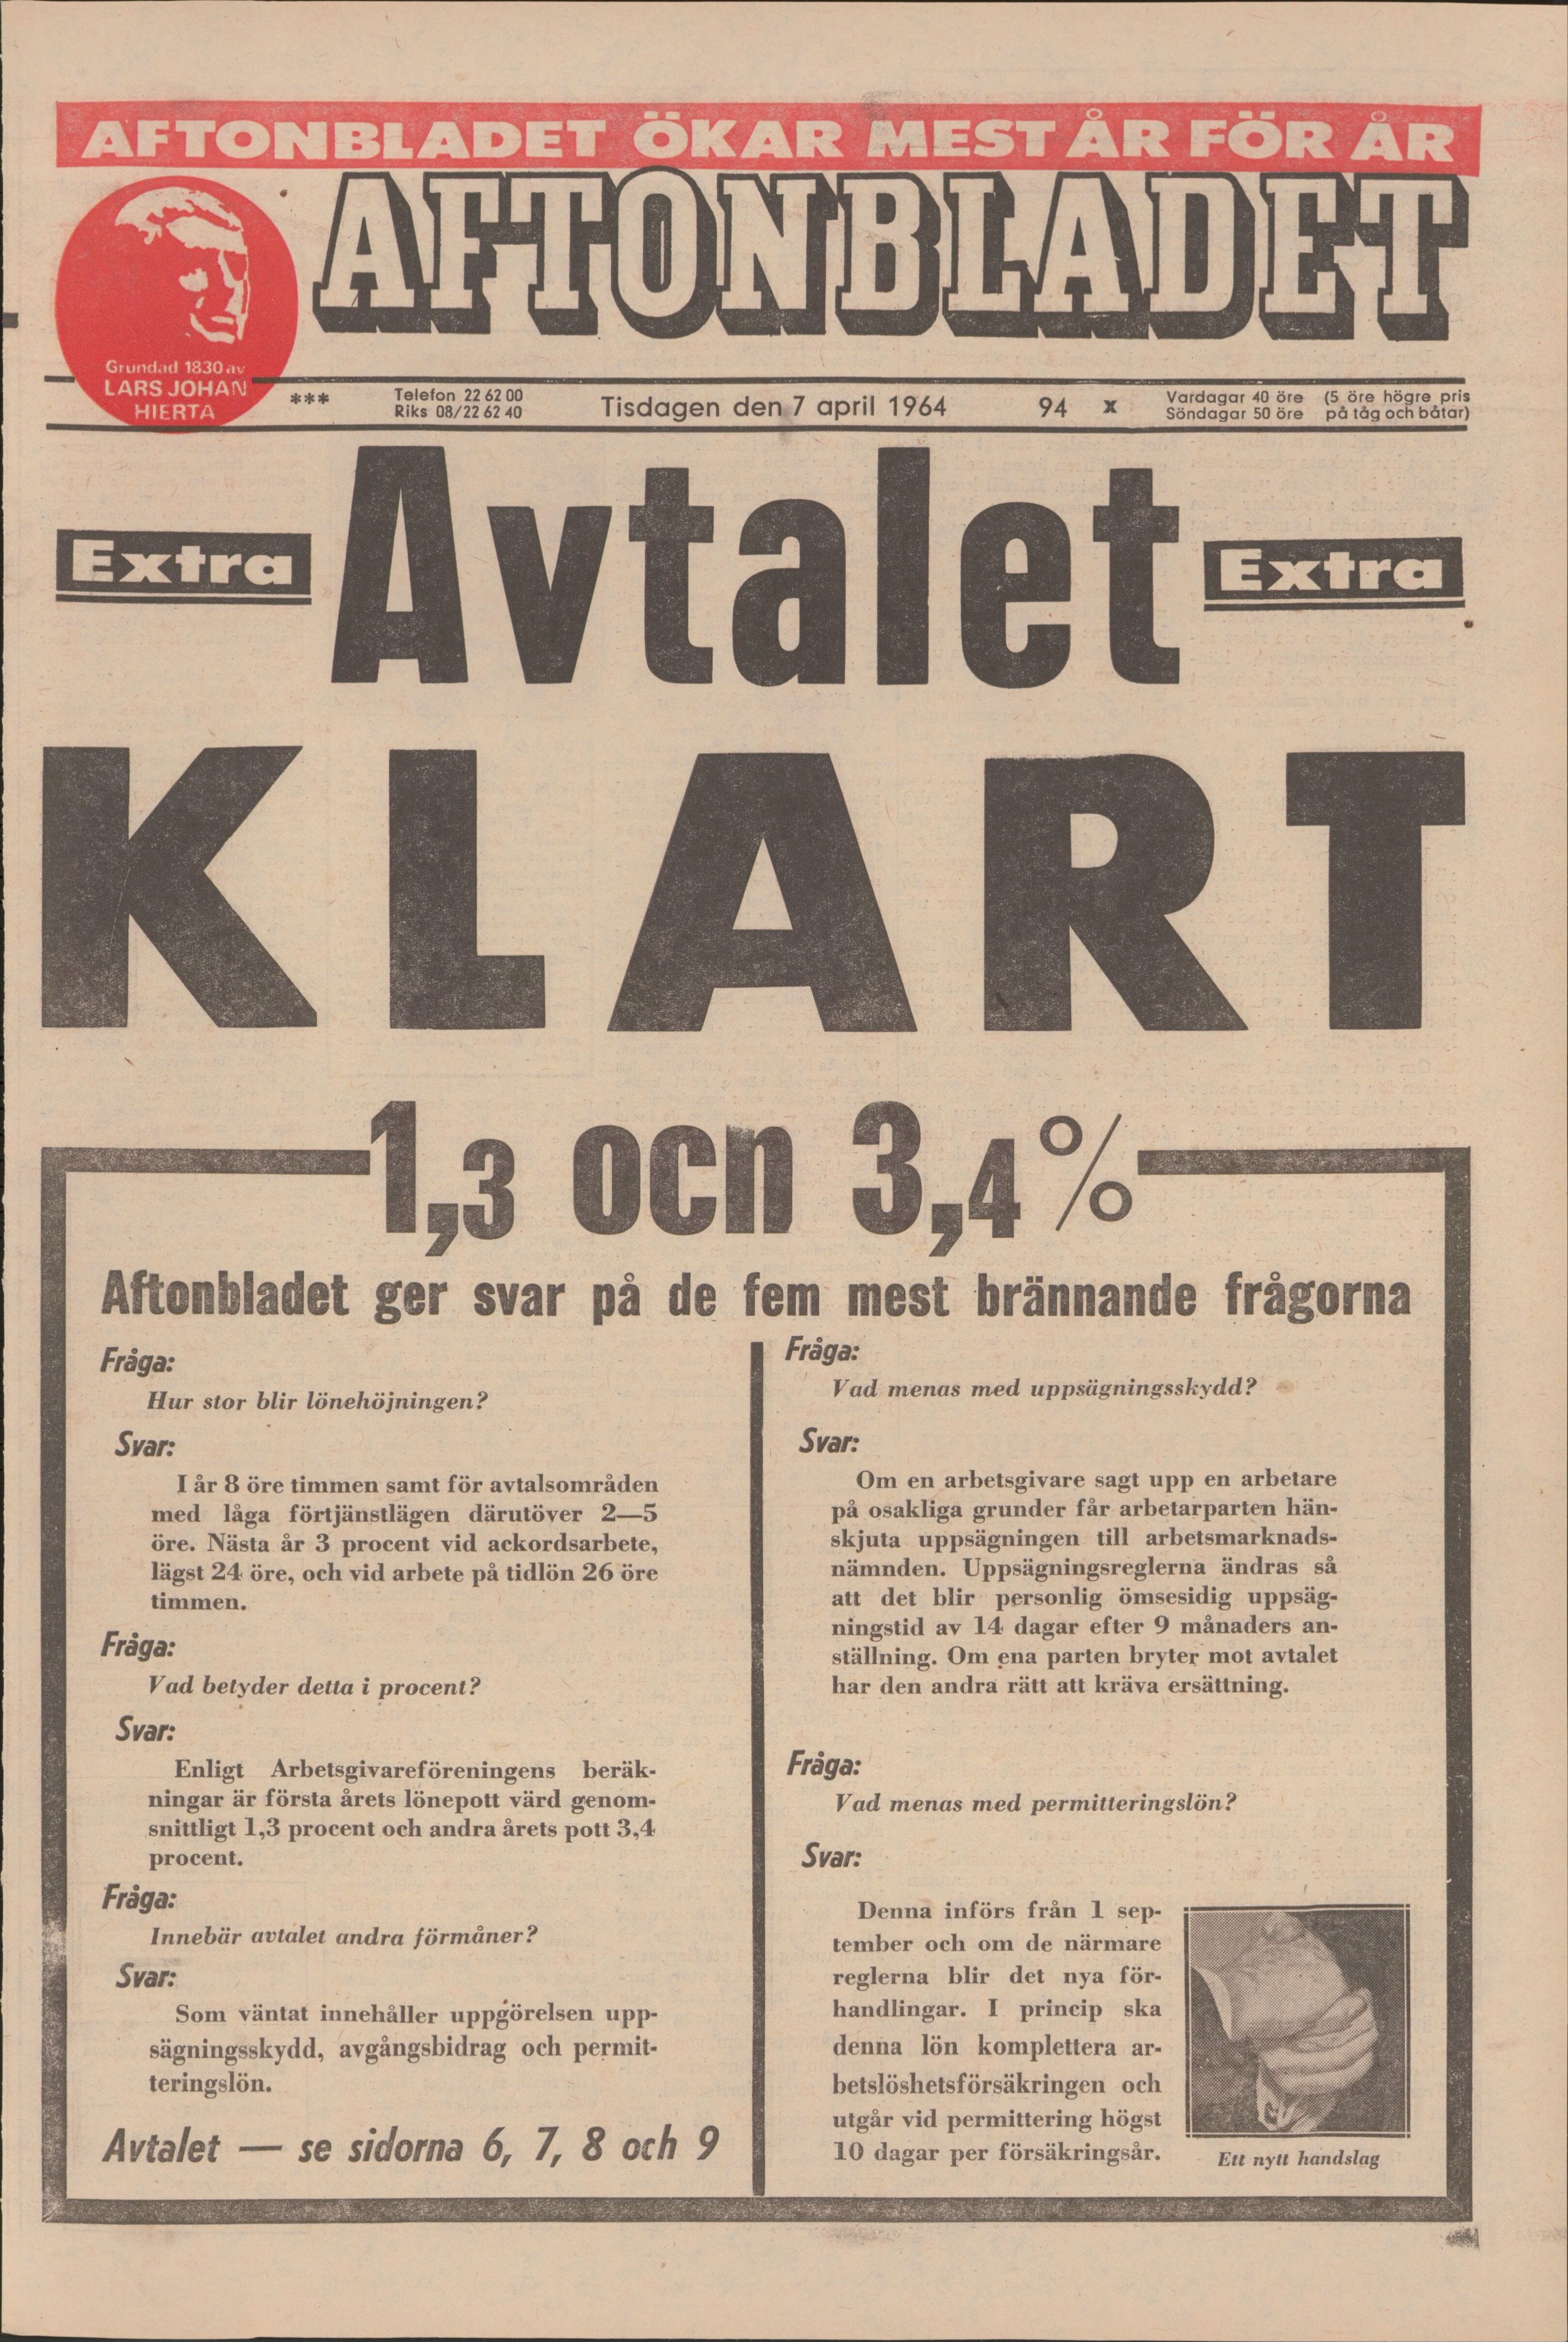 AFTONBLADET ÖKAR MEST ÅR FÖR ÅR
AFTONBLADET
Grundad 1830 av
LARS JOHAN
HIERTA
***
Telefon 22 62 00
Riks 08/22 62 40
Tisdagen den 7 april 1964
94 x
Vardagar 40 öre (5 öre högre pris
Söndagar 50 öre på tåg och båtar)
Extra
Avtalet
Extra
KLART
1,3 och 3,4%
Aftonbladet ger svar på de fem mest brännande frågorna
Fråga:
Hur stor blir lönehöjningen?
Svar:
I år 8 öre timmen samt för avtalsområden
med låga förtjänstlägen därutöver 2—5
öre. Nästa år 3 procent vid ackordsarbete,
lägst 24 öre, och vid arbete på tidlön 26 öre
timmen.
Fråga:
Vad betyder detta i procent?
Svar:
Enligt Arbetsgivareföreningens beräk-
ningar är första årets lönepott värd genom-
snittligt 1,3 procent och andra årets pott 3,4
procent.
Fråga:
Innebär avtalet andra förmåner?
Svar:
Som väntat innehåller uppgörelsen upp-
sägningsskydd, avgångsbidrag och permit-
teringslön.
Avtalet — se sidorna 6, 7, 8 och 9
Fråga:
Vad menas med uppsägningsskydd?
Svar:
Om en arbetsgivare sagt upp en arbetare
på osakliga grunder får arbetarparten hän-
skjuta uppsägningen till arbetsmarknads-
nämnden. Uppsägningsreglerna ändras så
att det blir personlig ömsesidig uppsäg-
ningstid av 14 dagar efter 9 månaders an-
ställning. Om ena parten bryter mot avtalet
har den andra rätt att kräva ersättning.
Fråga:
Vad menas med permitteringslön?
Svar:
Denna införs från 1 sep-
tember och om de närmare
reglerna blir det nya för-
handlingar. I princip ska
denna lön komplettera ar-
betslöshetsförsäkringen och
utgår vid permittering högst
10 dagar per försäkringsår.
Ett nytt handslag